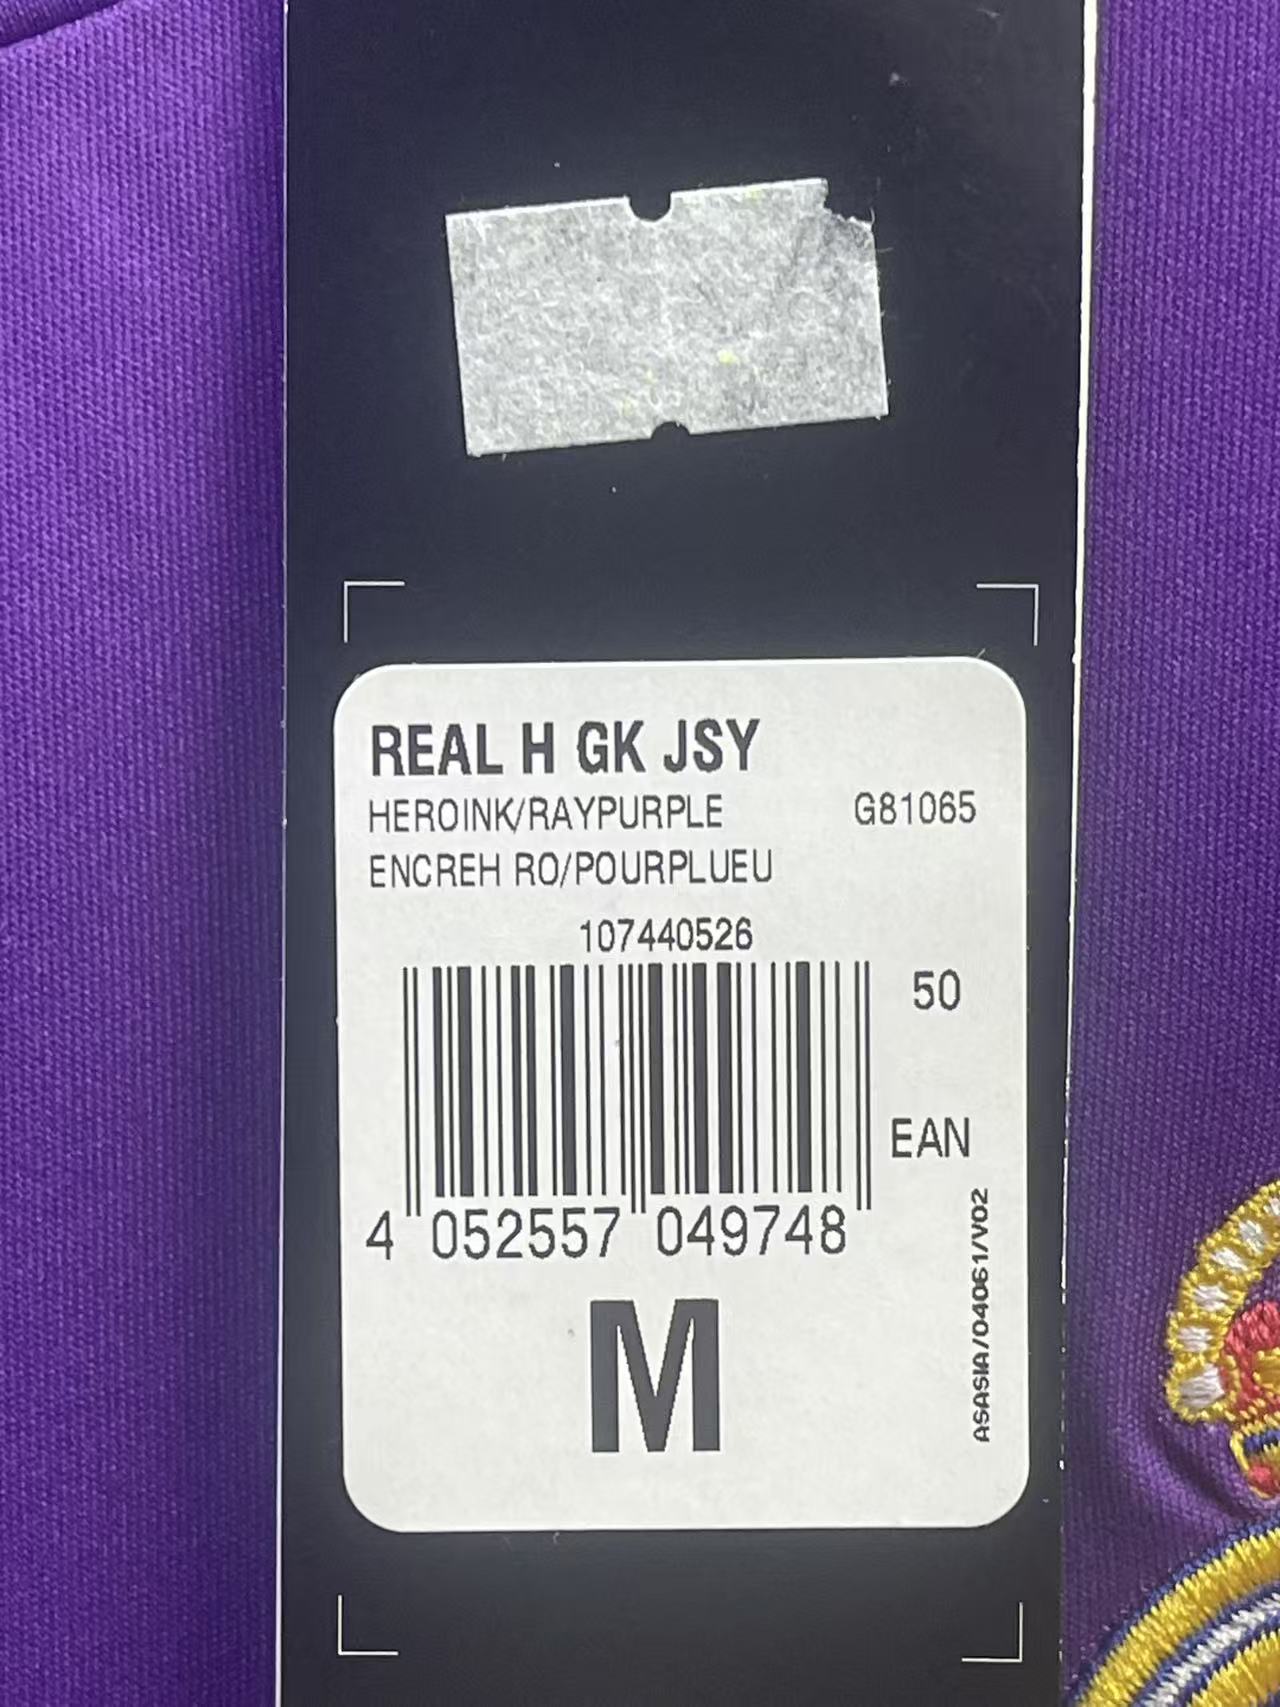 REAL H GK JSY
HEROINK/RAYPURPLE G81065
ENCREH RO/POURPLUEU
107440526
50
EAN
4 052557 049748
M
ASASIA/04061/V02